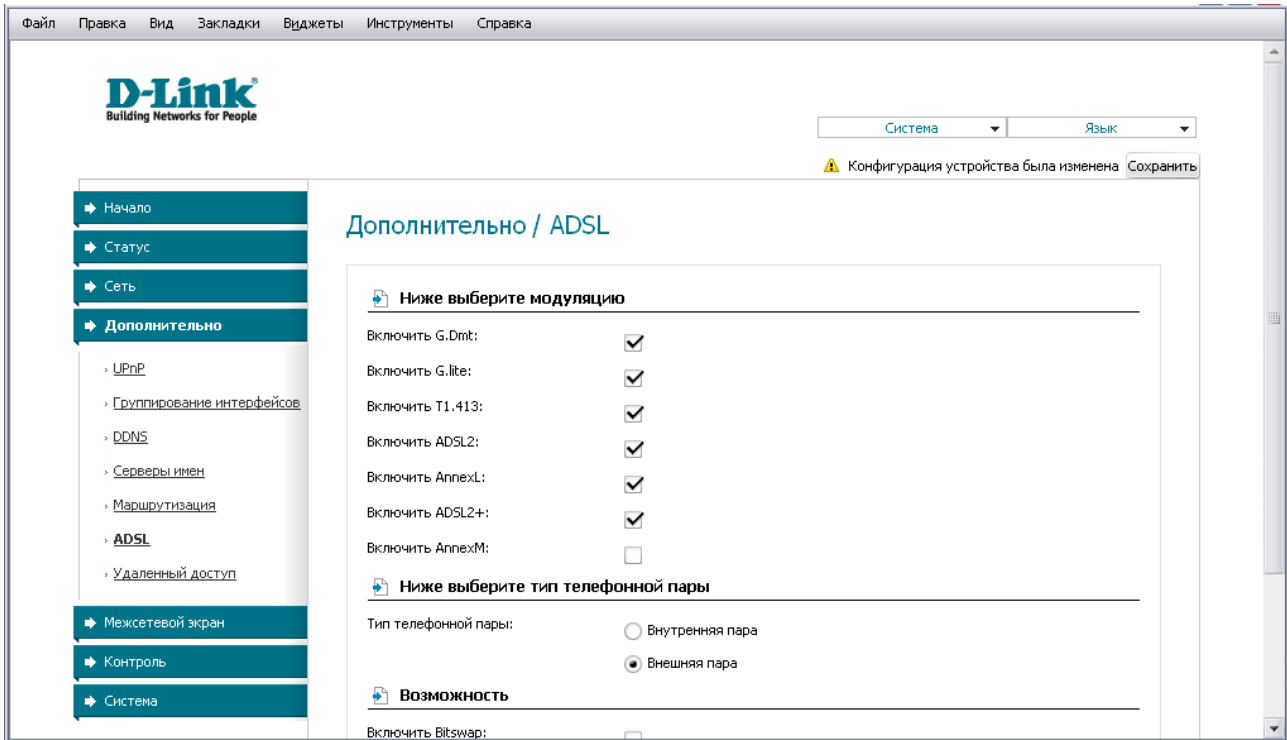 Файл Правка Вид Закладки Виджеты Инструменты Справка
D-Link®
Building Networks for People
Система Язык
Конфигурация устройства была изменена Сохранить
Начало
Статус
Сеть
Дополнительно
UPnP
Группирование интерфейсов
DDNS
Серверы имен
Маршрутизация
ADSL
Удаленный доступ
Межсетевой экран
Контроль
Система
Дополнительно / ADSL
Ниже выберите модуляцию
Включить G.Dmt:
Включить G.lite:
Включить T1.413:
Включить ADSL2:
Включить AnnexL:
Включить ADSL2+:
Включить AnnexM:
Ниже выберите тип телефонной пары
Тип телефонной пары: Внутренняя пара
Внешняя пара
Возможность
Включить Bitswap: